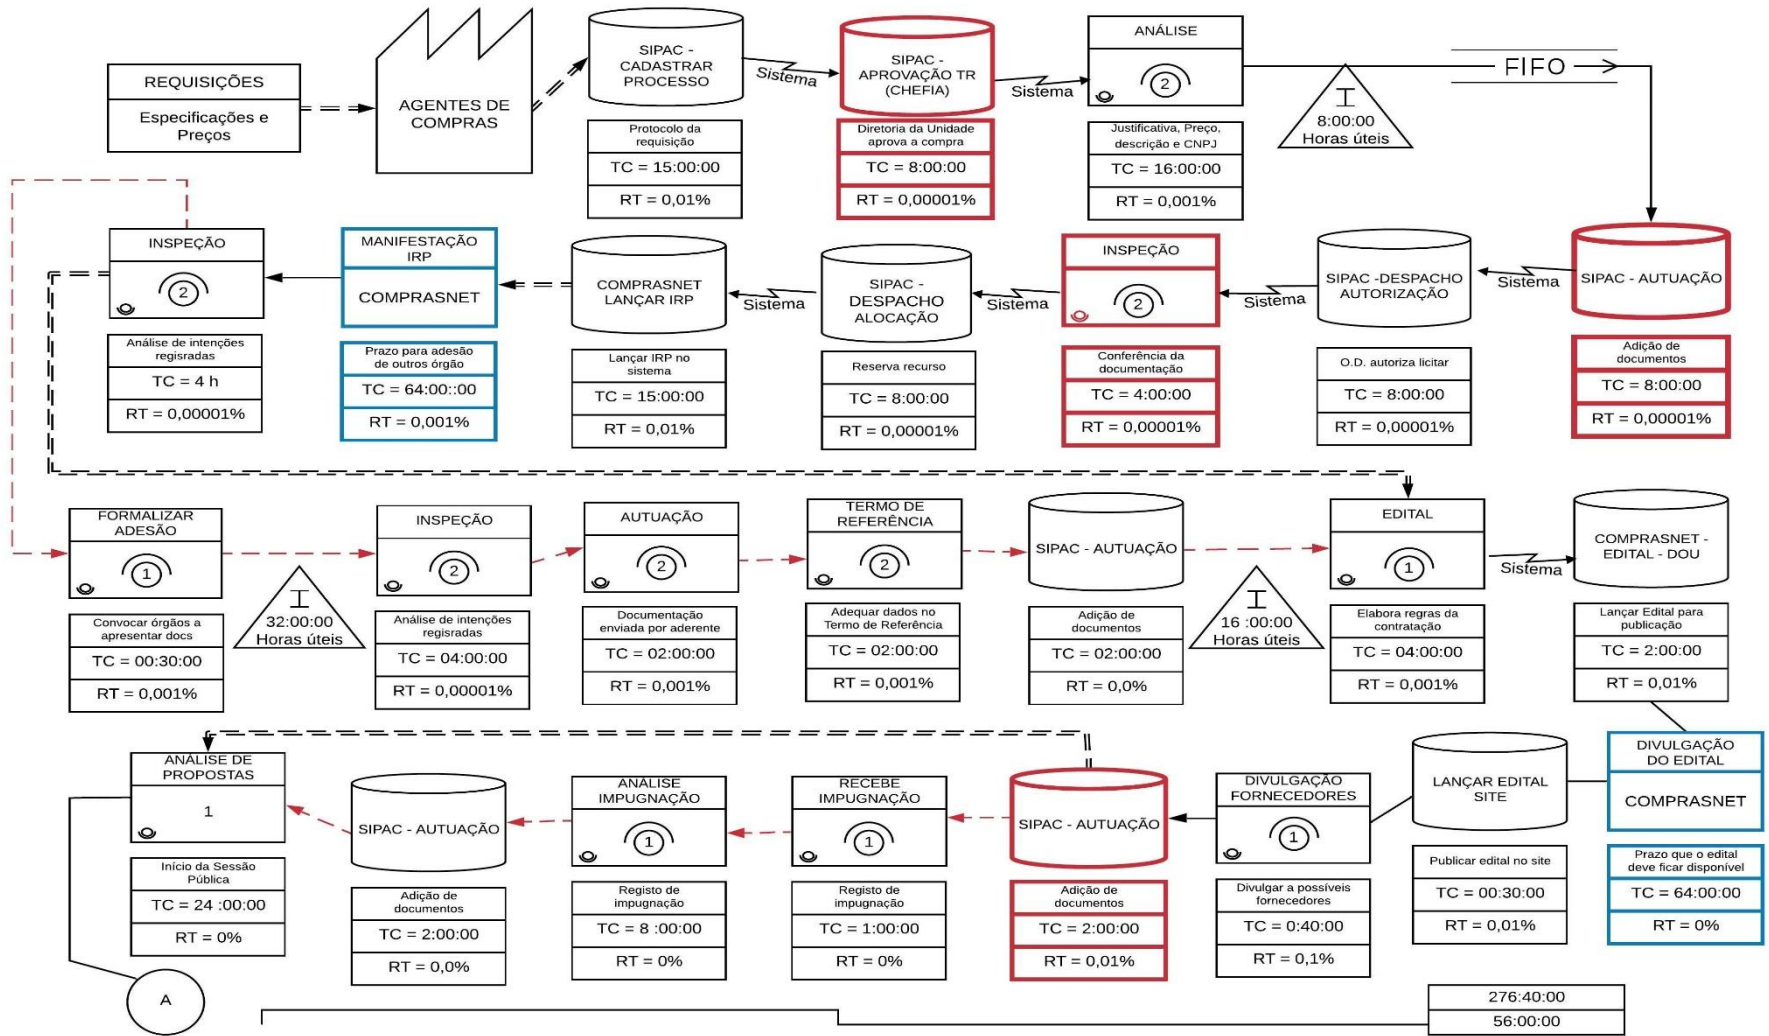 REQUISIÇÕES
Especificações e
Preços
AGENTES DE
COMPRAS
SIPAC -
CADASTRAR
PROCESSO
Protocolo da
requisição
TC = 15:00:00
RT = 0,01%
Sistema
SIPAC -
APROVAÇÃO TR
(CHEFIA)
Diretoria da Unidade
aprova a compra
TC = 8:00:00
RT = 0,00001%
Sistema
ANÁLISE
2
Justificativa, Preço,
descrição e CNPJ
TC = 16:00:00
RT = 0,001%
I
8:00:00
Horas úteis
FIFO
SIPAC - AUTUAÇÃO
Adição de
documentos
TC = 8:00:00
RT = 0,00001%
Sistema
SIPAC -DESPACHO
AUTORIZAÇÃO
O.D. autoriza licitar
TC = 8:00:00
RT = 0,00001%
Sistema
INSPEÇÃO
2
Conferência da
documentação
TC = 4:00:00
RT = 0,00001%
Sistema
SIPAC -
DESPACHO
ALOCAÇÃO
Reserva recurso
TC = 8:00:00
RT = 0,00001%
Sistema
COMPRASNET
LANÇAR IRP
Lançar IRP no
sistema
TC = 15:00:00
RT = 0,01%
MANIFESTAÇÃO
IRP
COMPRASNET
Prazo para adesão
de outros órgão
TC = 64:00::00
RT = 0,001%
INSPEÇÃO
2
Análise de intenções
regisradas
TC = 4 h
RT = 0,00001%
FORMALIZAR
ADESÃO
1
Convocar órgãos a
apresentar docs
TC = 00:30:00
RT = 0,001%
I
32:00:00
Horas úteis
INSPEÇÃO
2
Análise de intenções
regisradas
TC = 04:00:00
RT = 0,00001%
AUTUAÇÃO
2
Documentação
enviada por aderente
TC = 02:00:00
RT = 0,001%
TERMO DE
REFERÊNCIA
2
Adequar dados no
Termo de Referência
TC = 02:00:00
RT = 0,001%
SIPAC - AUTUAÇÃO
Adição de
documentos
TC = 02:00:00
RT = 0,0%
I
16 :00:00
Horas úteis
EDITAL
1
Elabora regras da
contratação
TC = 04:00:00
RT = 0,001%
Sistema
COMPRASNET -
EDITAL - DOU
Lançar Edital para
publicação
TC = 2:00:00
RT = 0,01%
DIVULGAÇÃO
DO EDITAL
COMPRASNET
Prazo que o edital
deve ficar disponível
TC = 64:00:00
RT = 0%
LANÇAR EDITAL
SITE
Publicar edital no site
TC = 00:30:00
RT = 0,01%
DIVULGAÇÃO
FORNECEDORES
1
Divulgar a possíveis
fornecedores
TC = 0:40:00
RT = 0,1%
SIPAC - AUTUAÇÃO
Adição de
documentos
TC = 2:00:00
RT = 0,01%
RECEBE
IMPUGNAÇÃO
1
Registo de
impugnação
TC = 1:00:00
RT = 0%
ANÁLISE
IMPUGNAÇÃO
1
Registo de
impugnação
TC = 8 :00:00
RT = 0%
SIPAC - AUTUAÇÃO
Adição de
documentos
TC = 2:00:00
RT = 0,0%
ANÁLISE DE
PROPOSTAS
1
Início da Sessão
Pública
TC = 24 :00:00
RT = 0%
A
276:40:00
56:00:00